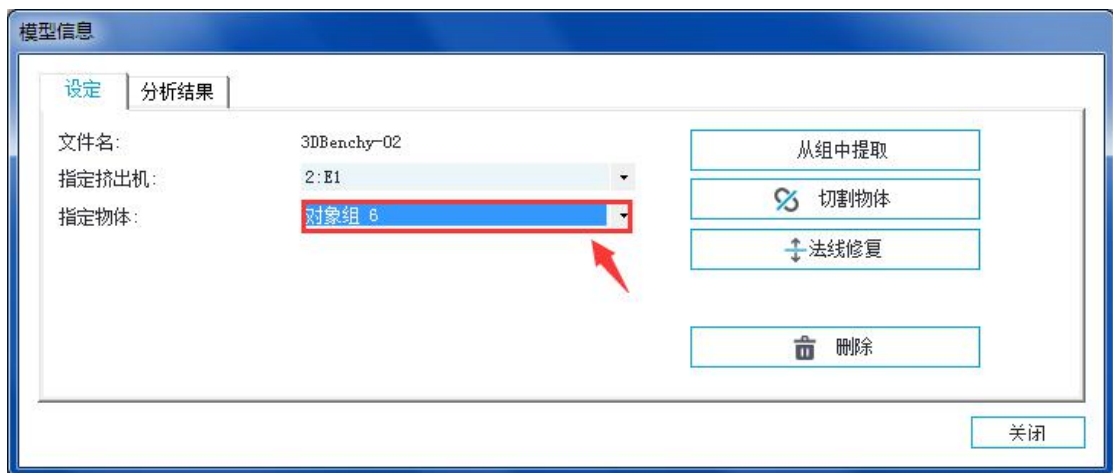 模型信息
设定 分析结果
文件名: 3DBenchy-02 从组中提取
指定挤出机: 2:E1 切割物体
指定物体: 对象组 6 法线修复
删除
关闭